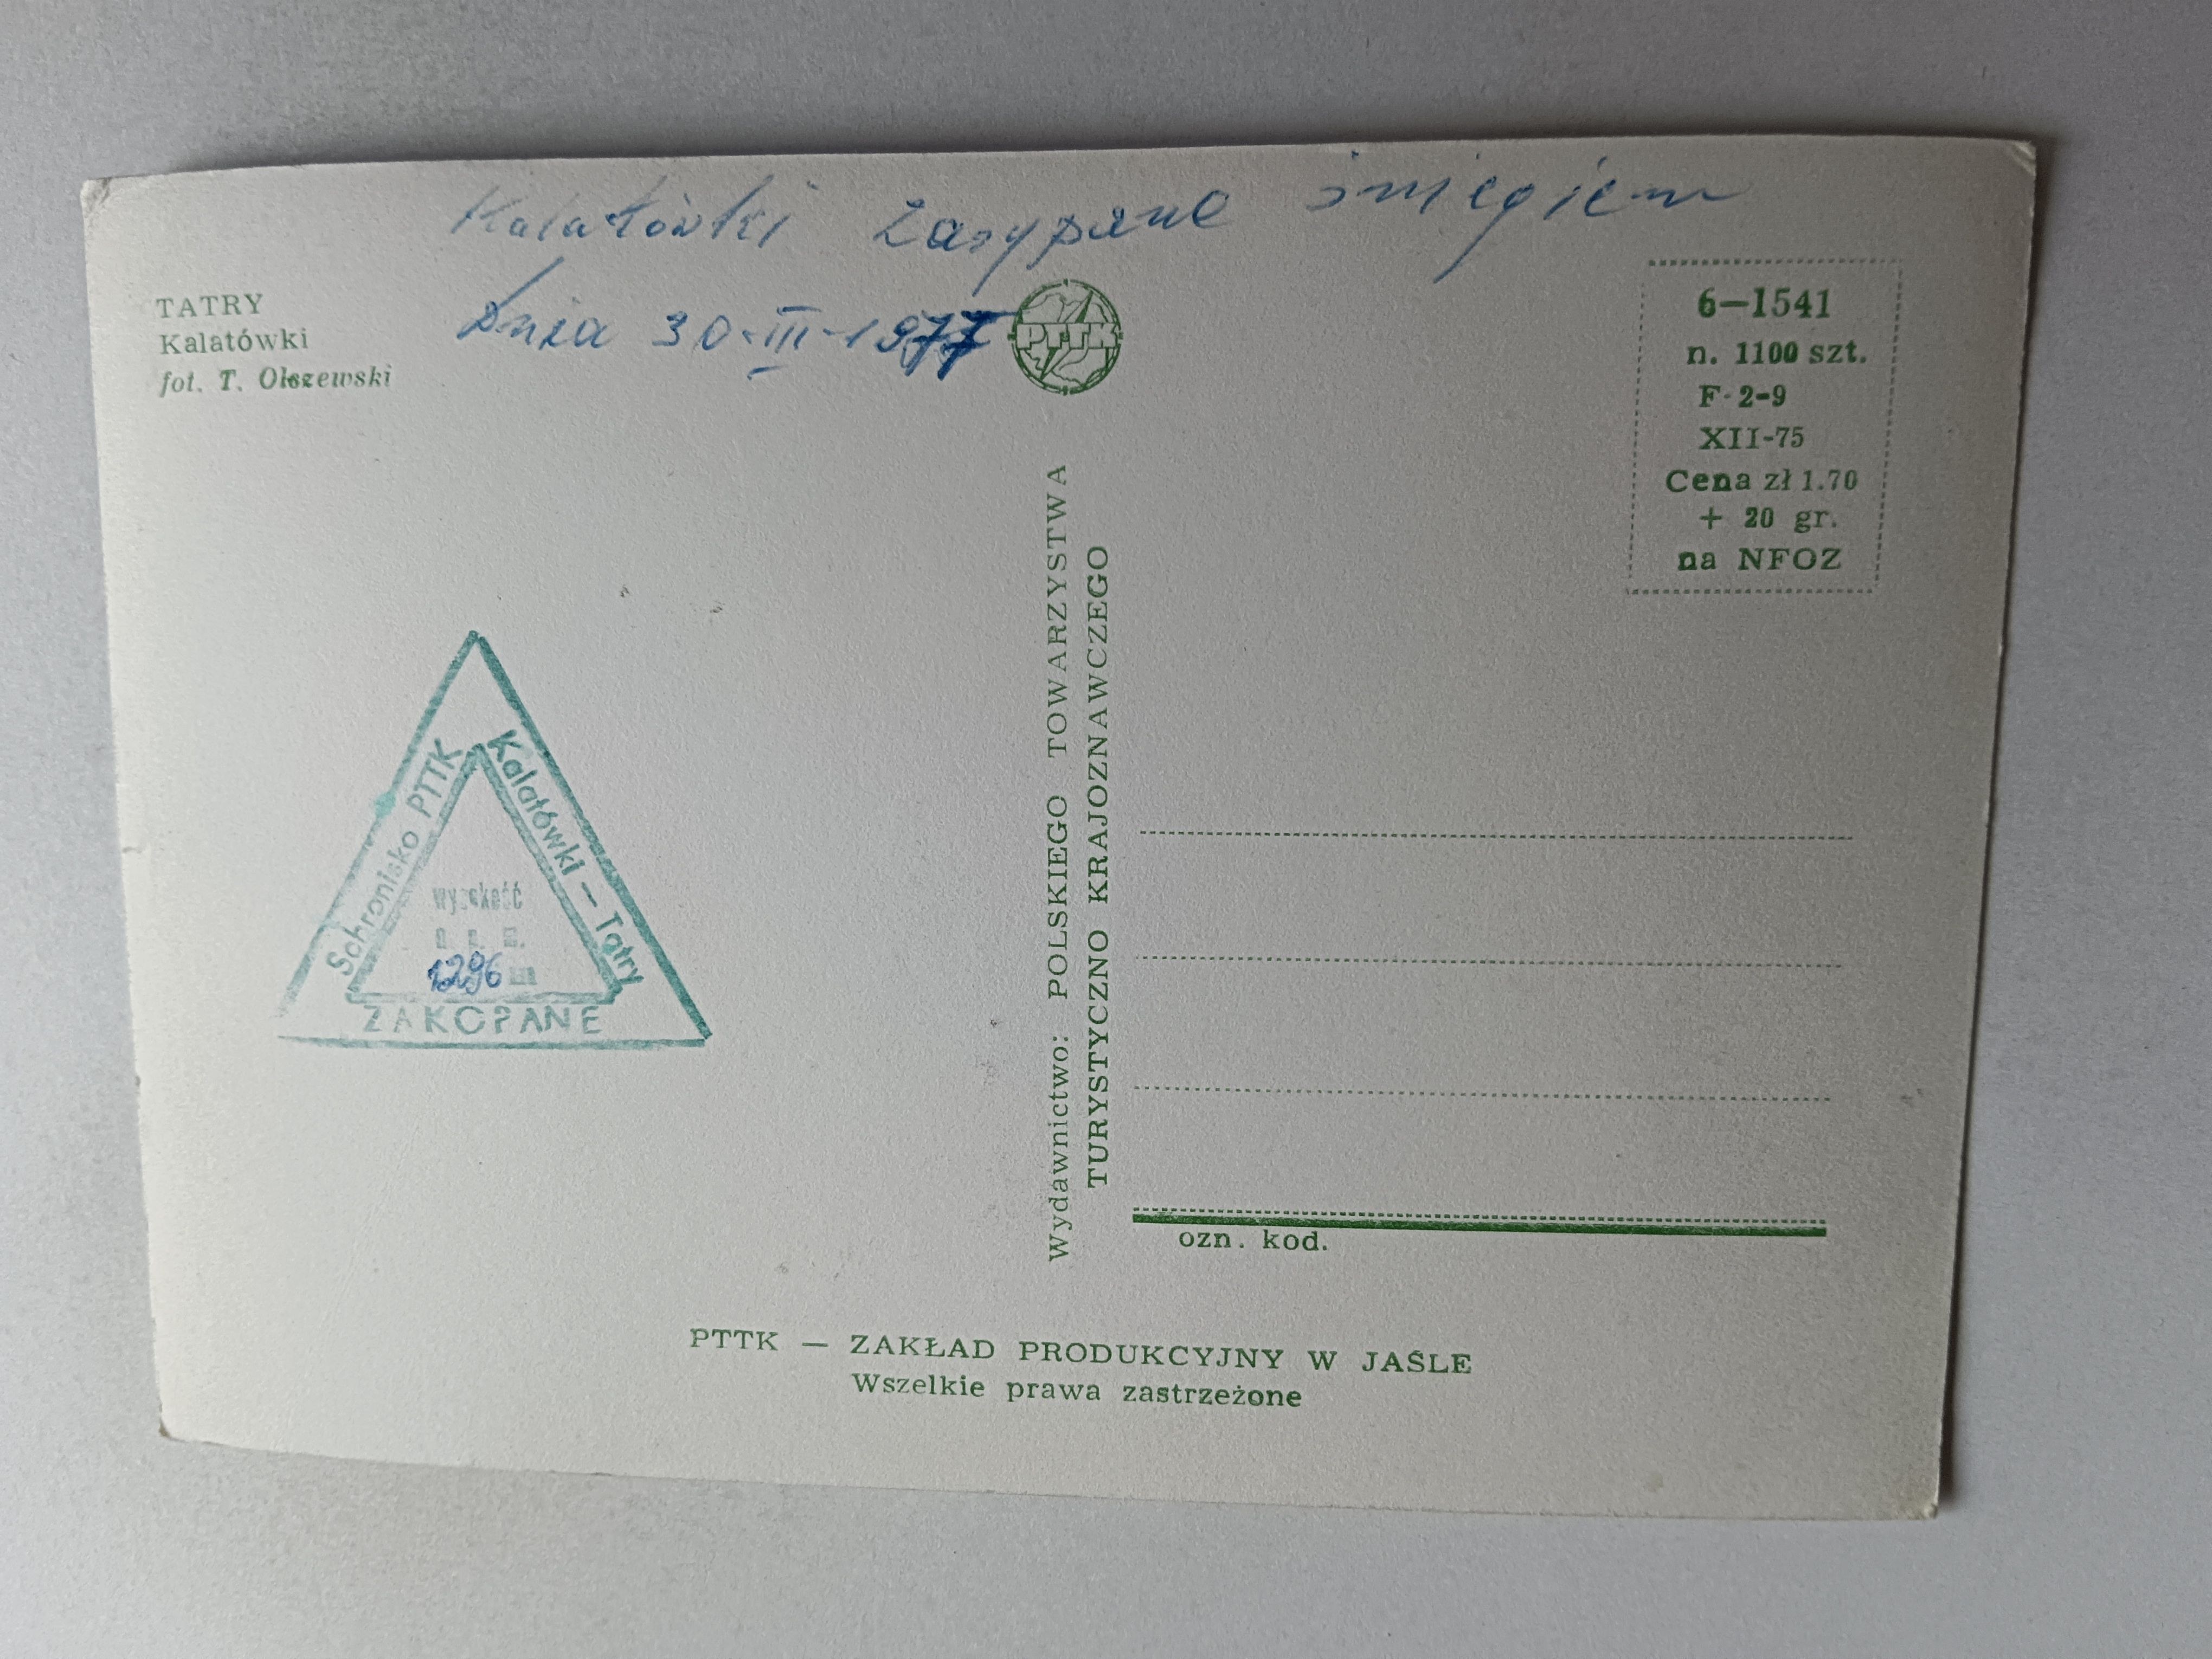 Kalatówki zasypane śniegiem
Dnia 30-III-1977
TATRY
Kalatówki
fot. T. Olszewski
PTTK
6—1541
n. 1100 szt.
F-2-9
XII-75
Cena zł 1.70
+ 20 gr.
na NFOZ
Schronisko PTTK
Kalatówki — Tatry
wysokość
n. p. m.
1296 m
ZAKOPANE
Wydawnictwo: POLSKIEGO TOWARZYSTWA
TURYSTYCZNO KRAJOZNAWCZEGO
ozn. kod.
PTTK — ZAKŁAD PRODUKCYJNY W JAŚLE
Wszelkie prawa zastrzeżone